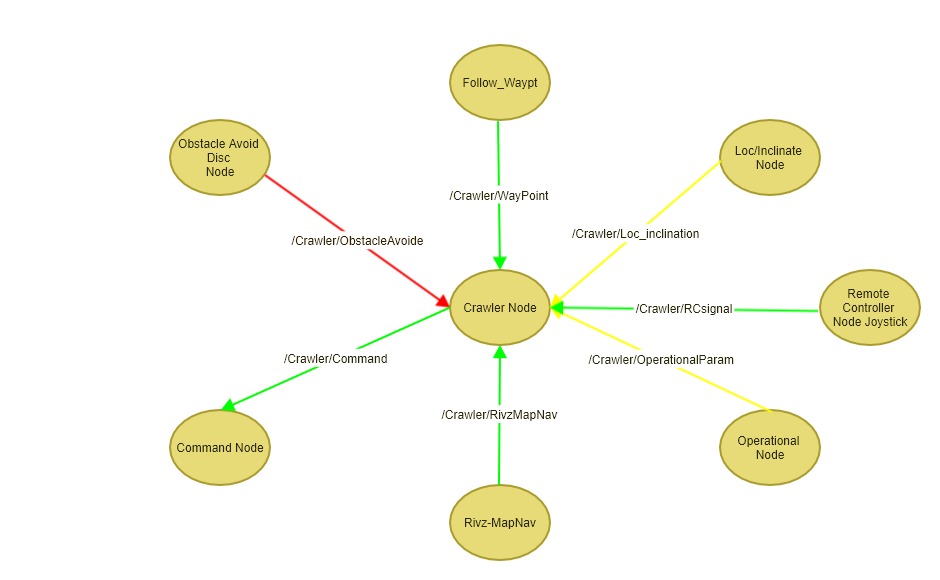 Follow_Waypt
Obstacle Avoid
Disc
Node
Loc/Inclinate
Node
/Crawler/WayPoint
/Crawler/ObstacleAvoide
/Crawler/Loc_inclination
Crawler Node
/Crawler/RCsignal
Remote
Controller
Node Joystick
/Crawler/Command
/Crawler/OperationalParam
/Crawler/RivzMapNav
Command Node
Operational
Node
Rivz-MapNav